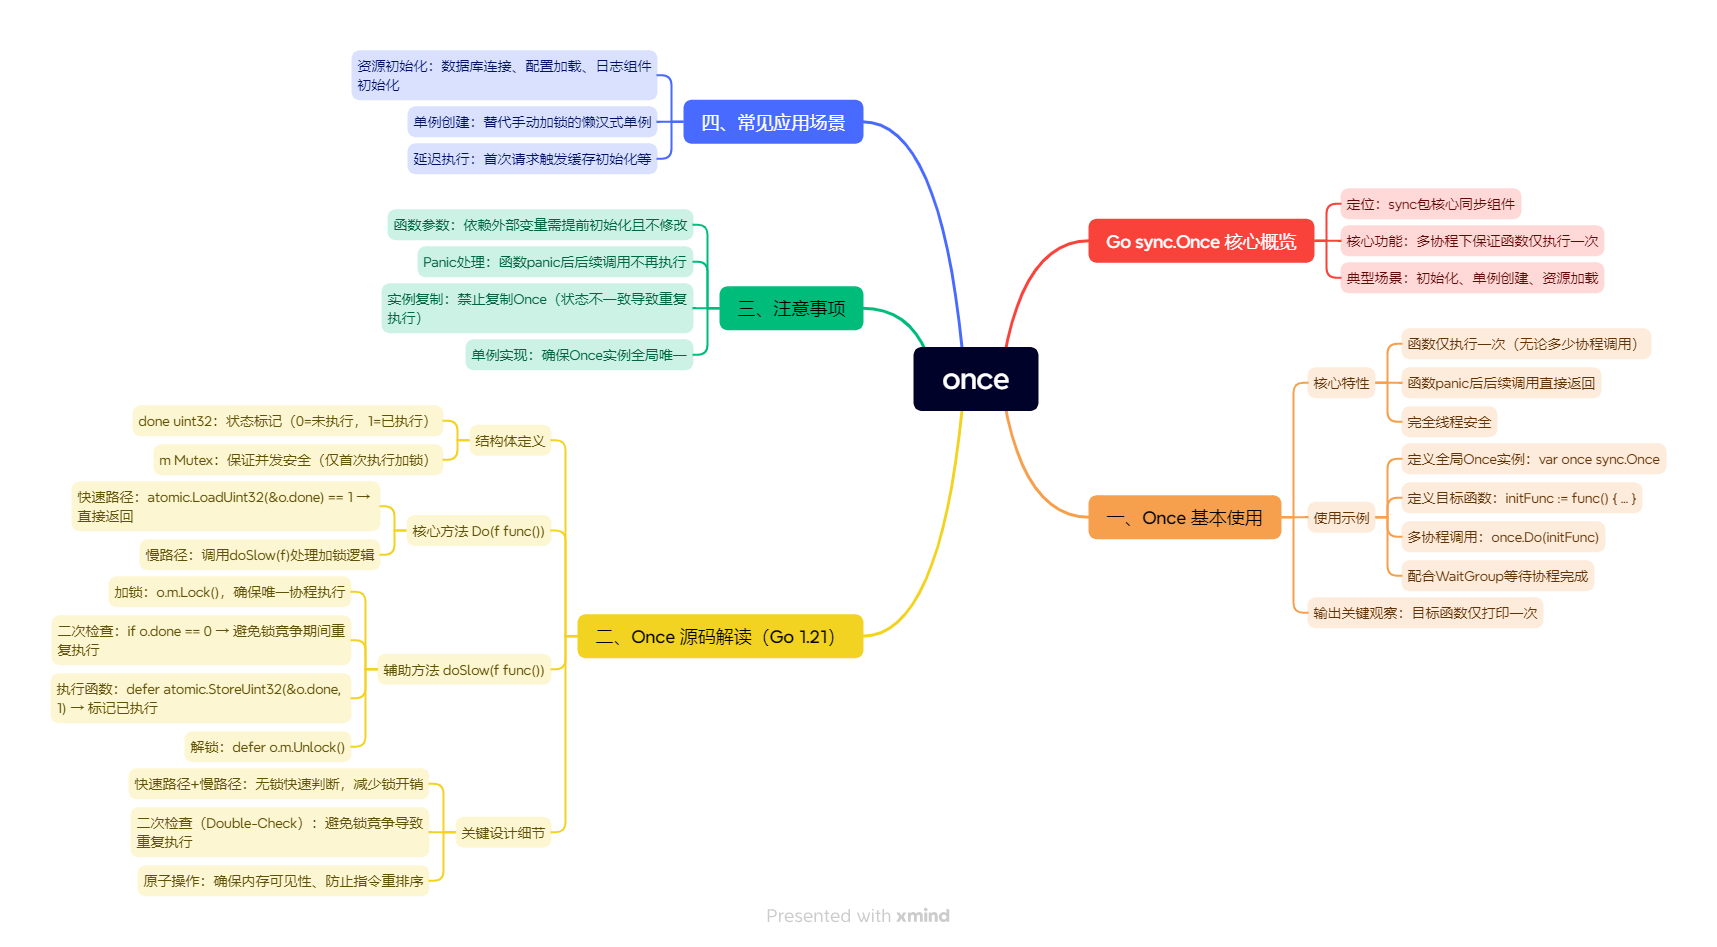 once
Go sync.Once 核心概览
定位：sync包核心同步组件
核心功能：多协程下保证函数仅执行一次
典型场景：初始化、单例创建、资源加载
一、Once 基本使用
核心特性
函数仅执行一次（无论多少协程调用）
函数panic后后续调用直接返回
完全线程安全
使用示例
定义全局Once实例：var once sync.Once
定义目标函数：initFunc := func() { ... }
多协程调用：once.Do(initFunc)
配合WaitGroup等待协程完成
输出关键观察：目标函数仅打印一次
二、Once 源码解读（Go 1.21）
结构体定义
done uint32：状态标记（0=未执行，1=已执行）
m Mutex：保证并发安全（仅首次执行加锁）
核心方法 Do(f func())
快速路径：atomic.LoadUint32(&o.done) == 1 →
直接返回
慢路径：调用doSlow(f)处理加锁逻辑
辅助方法 doSlow(f func())
加锁：o.m.Lock()，确保唯一协程执行
二次检查：if o.done == 0 → 避免锁竞争期间重
复执行
执行函数：defer atomic.StoreUint32(&o.done,
1) → 标记已执行
解锁：defer o.m.Unlock()
关键设计细节
快速路径+慢路径：无锁快速判断，减少锁开销
二次检查（Double-Check）：避免锁竞争导致
重复执行
原子操作：确保内存可见性、防止指令重排序
三、注意事项
函数参数：依赖外部变量需提前初始化且不修改
Panic处理：函数panic后后续调用不再执行
实例复制：禁止复制Once（状态不一致导致重复
执行）
单例实现：确保Once实例全局唯一
四、常见应用场景
资源初始化：数据库连接、配置加载、日志组件
初始化
单例创建：替代手动加锁的懒汉式单例
延迟执行：首次请求触发缓存初始化等
Presented with xmind